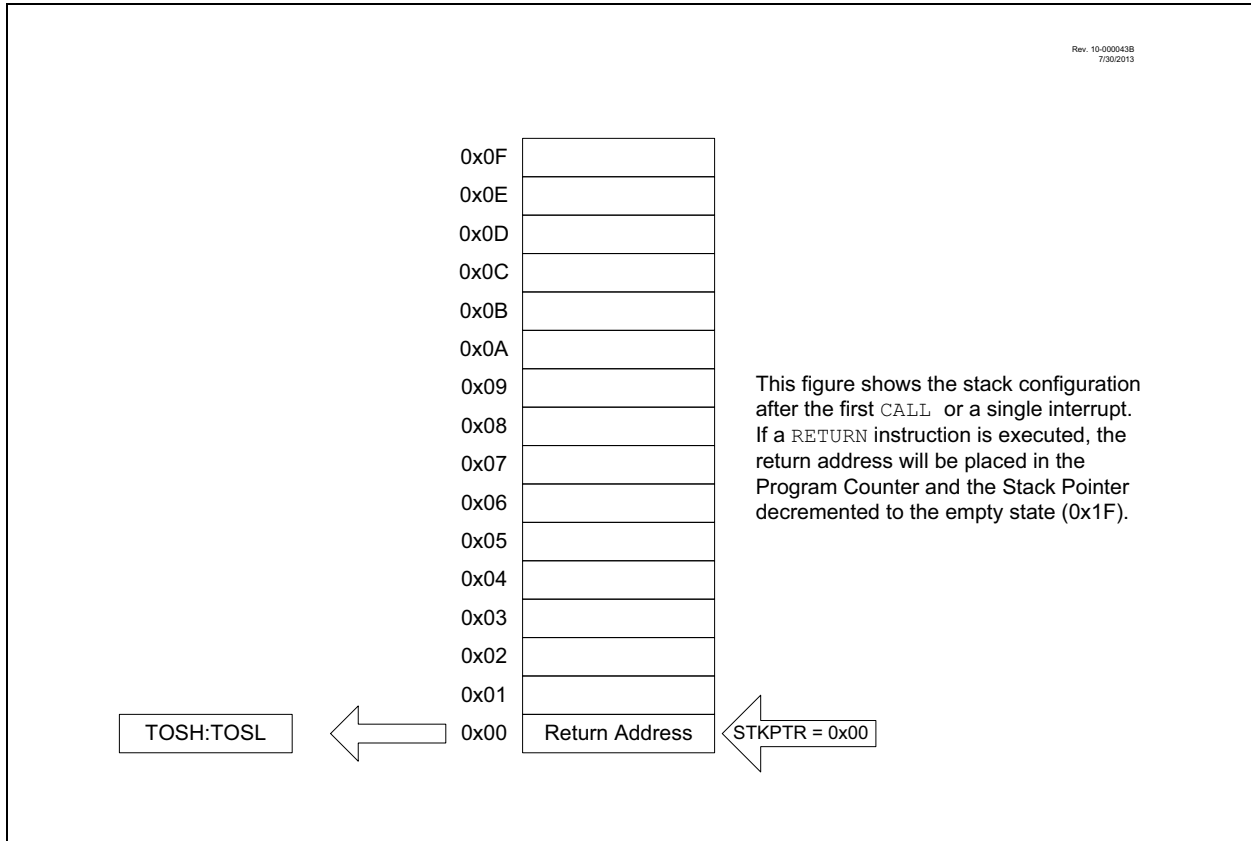 Rev. 10-000043B
7/30/2013
0x0F
0x0E
0x0D
0x0C
0x0B
0x0A
0x09
0x08
0x07
0x06
0x05
0x04
0x03
0x02
0x01
0x00
This figure shows the stack configuration
after the first CALL or a single interrupt.
If a RETURN instruction is executed, the
return address will be placed in the
Program Counter and the Stack Pointer
decremented to the empty state (0x1F).
TOSH:TOSL
Return Address
STKPTR = 0x00